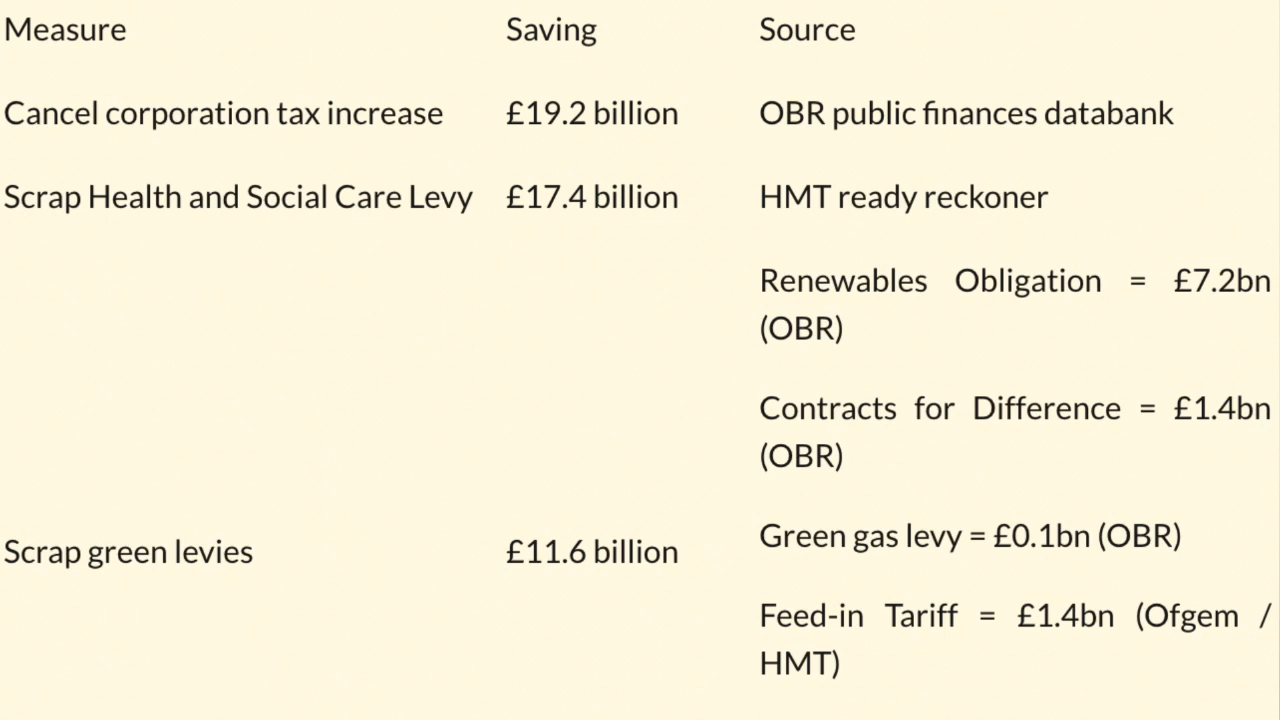 Measure Saving Source
Cancel corporation tax increase £19.2 billion OBR public finances databank
Scrap Health and Social Care Levy £17.4 billion HMT ready reckoner
Renewables Obligation = £7.2bn
(OBR)
Contracts for Difference = £1.4bn
(OBR)
Green gas levy = £0.1bn (OBR)
Scrap green levies £11.6 billion
Feed-in Tariff = £1.4bn (Ofgem /
HMT)